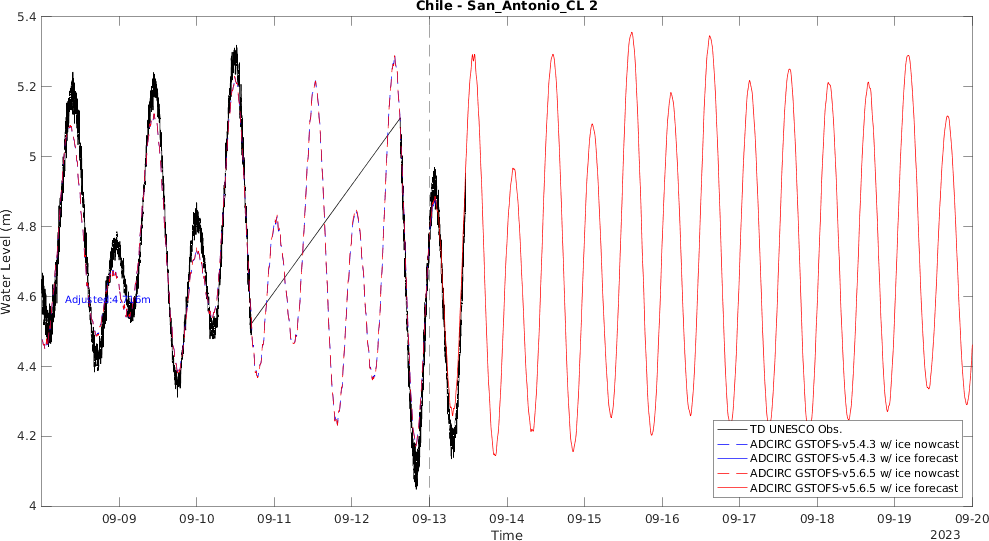 Chile - San_Antonio_CL 2
5.4
5.2
5
4.8
4.6
4.4
4.2
4
Water Level (m)
TD UNESCO Obs.
ADCIRC GSTOFS-v5.4.3 w/ ice nowcast
ADCIRC GSTOFS-v5.4.3 w/ ice forecast
ADCIRC GSTOFS-v5.6.5 w/ ice nowcast
ADCIRC GSTOFS-v5.6.5 w/ ice forecast
09-09 09-10 09-11 09-12 09-13 09-14 09-15 09-16 09-17 09-18 09-19 09-20
Time
2023